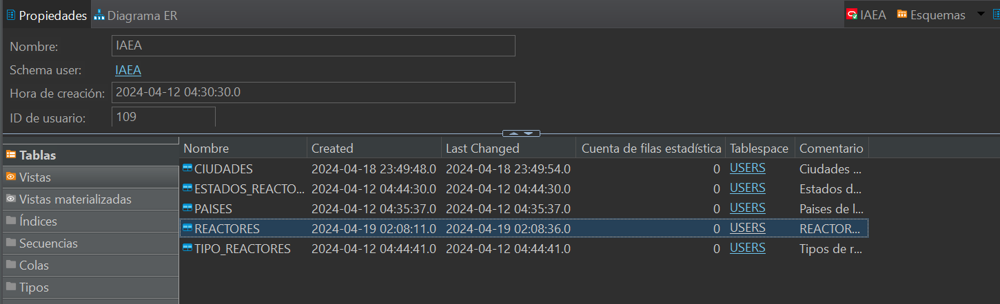 Propiedades Diagrama ER IAEA Esquemas
Nombre: IAEA
Schema user: IAEA
Hora de creación: 2024-04-12 04:30:30.0
ID de usuario: 109
Tablas
Vistas
Vistas materializadas
Índices
Secuencias
Colas
Tipos
Nombre Created Last Changed Cuenta de filas estadística Tablespace Comentario
CIUDADES 2024-04-18 23:49:48.0 2024-04-18 23:49:54.0 0 USERS Ciudades ...
ESTADOS_REACTO... 2024-04-12 04:44:30.0 2024-04-12 04:44:30.0 0 USERS Estados d...
PAISES 2024-04-12 04:35:37.0 2024-04-12 04:35:37.0 0 USERS Paises de l...
REACTORES 2024-04-19 02:08:11.0 2024-04-19 02:08:36.0 0 USERS REACTOR...
TIPO_REACTORES 2024-04-12 04:44:41.0 2024-04-12 04:44:41.0 0 USERS Tipos de r...